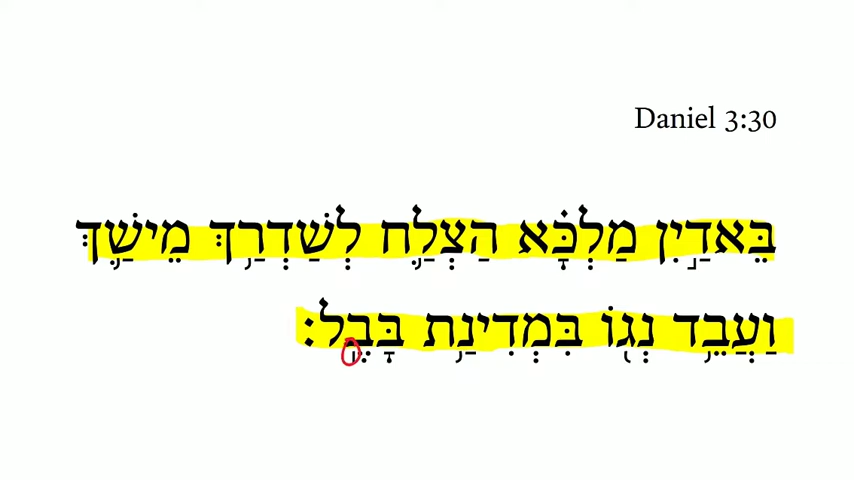 Daniel 3:30
בֵּאדַ֣יִן מַלְכָּ֗א הַצְלַ֛ח לְשַׁדְרַ֥ךְ מֵישַׁ֛ךְ
וַעֲבֵ֥ד נְג֖וֹ בִּמְדִינַ֥ת בָּבֶֽל׃